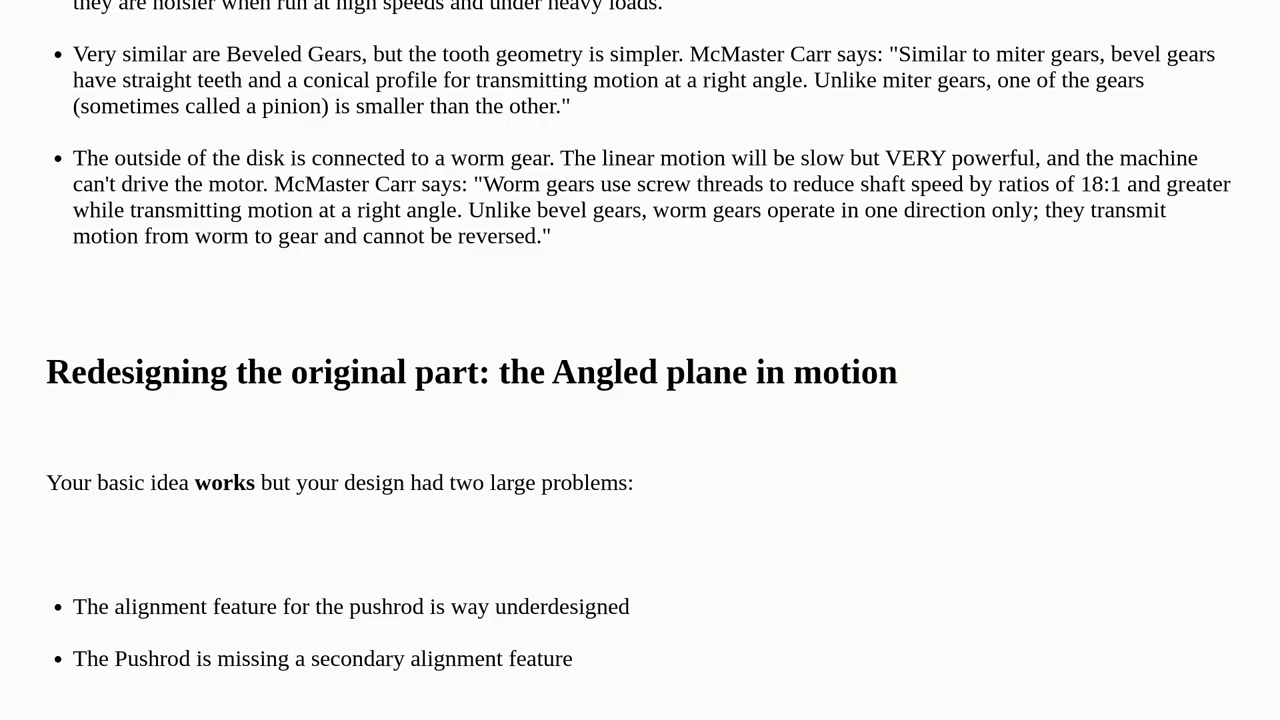 they are noisier when run at high speeds and under heavy loads.
• Very similar are Beveled Gears, but the tooth geometry is simpler. McMaster Carr says: "Similar to miter gears, bevel gears
have straight teeth and a conical profile for transmitting motion at a right angle. Unlike miter gears, one of the gears
(sometimes called a pinion) is smaller than the other."
• The outside of the disk is connected to a worm gear. The linear motion will be slow but VERY powerful, and the machine
can't drive the motor. McMaster Carr says: "Worm gears use screw threads to reduce shaft speed by ratios of 18:1 and greater
while transmitting motion at a right angle. Unlike bevel gears, worm gears operate in one direction only; they transmit
motion from worm to gear and cannot be reversed."
Redesigning the original part: the Angled plane in motion
Your basic idea works but your design had two large problems:
• The alignment feature for the pushrod is way underdesigned
• The Pushrod is missing a secondary alignment feature